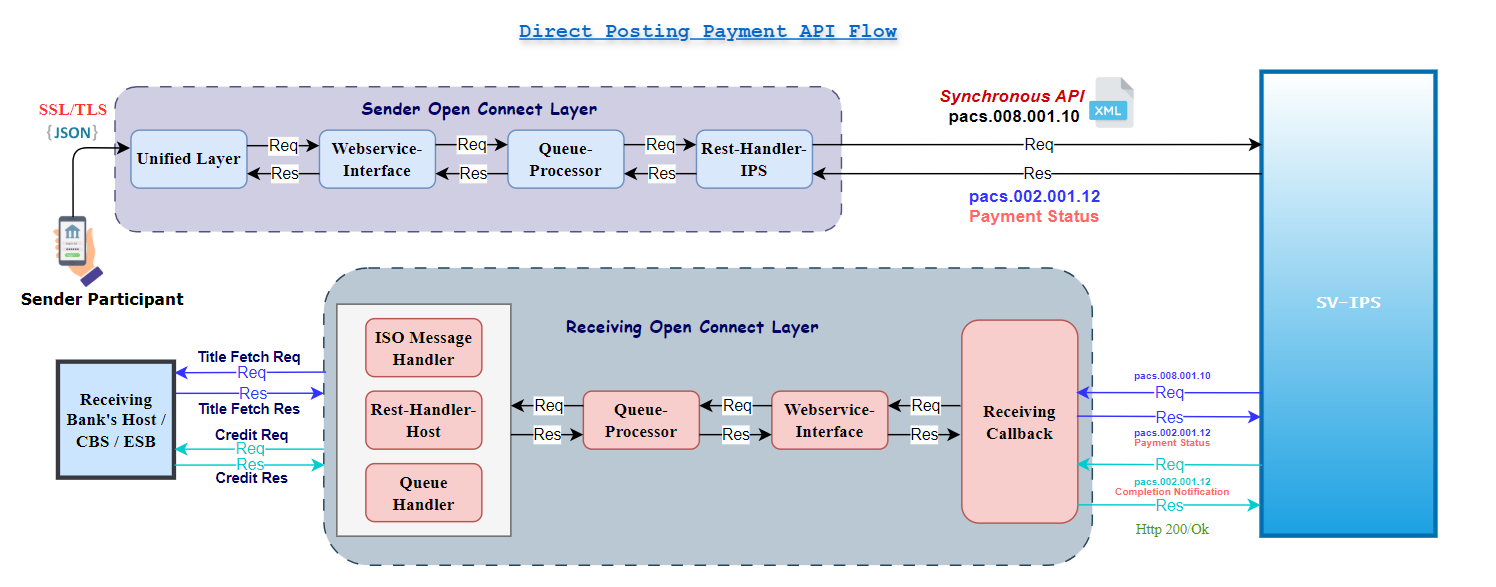 Direct Posting Payment API Flow
SSL/TLS
{JSON}
Sender Open Connect Layer
Unified Layer
Req
Res
Webservice-
Interface
Req
Res
Queue-
Processor
Req
Res
Rest-Handler-
IPS
Synchronous API
pacs.008.001.10
XML
Req
Res
pacs.002.001.12
Payment Status
Sender Participant
SV-IPS
Receiving Open Connect Layer
Receiving
Bank's Host /
CBS / ESB
Title Fetch Req
Req
Res
Title Fetch Res
Credit Req
Req
Res
Credit Res
ISO Message
Handler
Rest-Handler-
Host
Queue
Handler
Req
Res
Queue-
Processor
Req
Res
Webservice-
Interface
Req
Res
Receiving
Callback
pacs.008.001.10
Req
Res
pacs.002.001.12
Payment Status
Req
pacs.002.001.12
Completion Notification
Res
Http 200/Ok